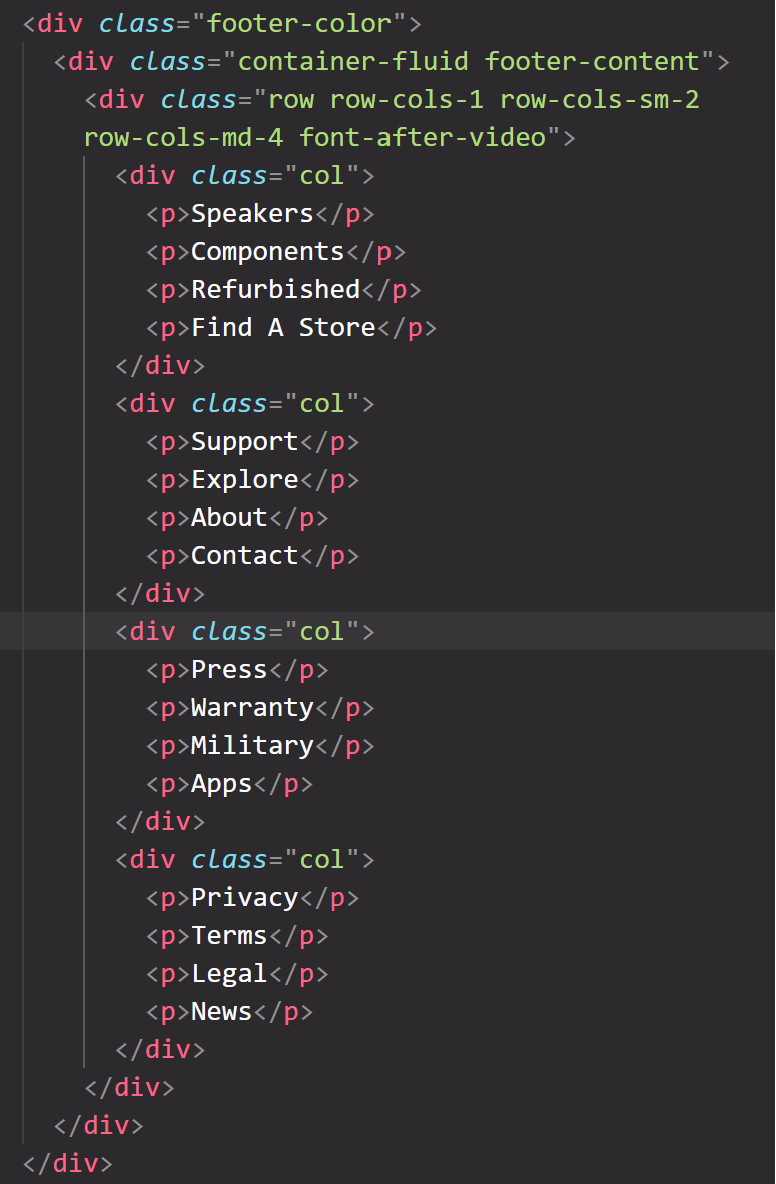 <div class="footer-color">
<div class="container-fluid footer-content">
<div class="row row-cols-1 row-cols-sm-2
row-cols-md-4 font-after-video">
<div class="col">
<p>Speakers</p>
<p>Components</p>
<p>Refurbished</p>
<p>Find A Store</p>
</div>
<div class="col">
<p>Support</p>
<p>Explore</p>
<p>About</p>
<p>Contact</p>
</div>
<div class="col">
<p>Press</p>
<p>Warranty</p>
<p>Military</p>
<p>Apps</p>
</div>
<div class="col">
<p>Privacy</p>
<p>Terms</p>
<p>Legal</p>
<p>News</p>
</div>
</div>
</div>
</div>